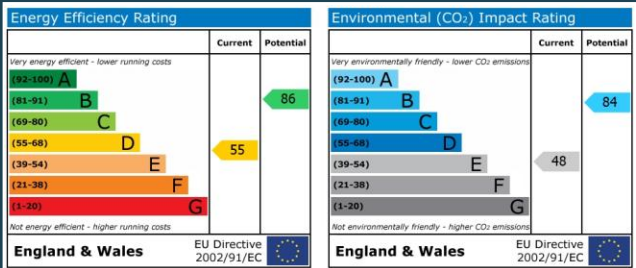 Energy Efficiency Rating
Current Potential
Very energy efficient - lower running costs
(92-100) A
(81-91) B
(69-80) C
(55-68) D
(39-54) E
(21-38) F
(1-20) G
55
86
Not energy efficient - higher running costs
England & Wales
EU Directive
2002/91/EC
Environmental (CO₂) Impact Rating
Current Potential
Very environmentally friendly - lower CO₂ emissions
(92-100) A
(81-91) B
(69-80) C
(55-68) D
(39-54) E
(21-38) F
(1-20) G
48
84
Not environmentally friendly - higher CO₂ emissions
England & Wales
EU Directive
2002/91/EC